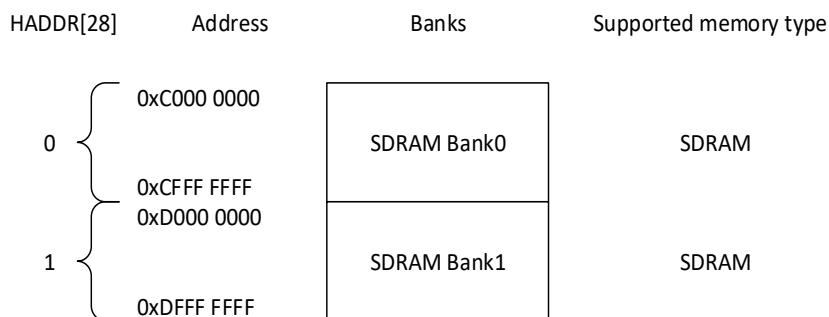 HADDR[28] Address Banks Supported memory type
0xC000 0000
0 SDRAM Bank0 SDRAM
0xCFFF FFFF
0xD000 0000
1 SDRAM Bank1 SDRAM
0xDFFF FFFF